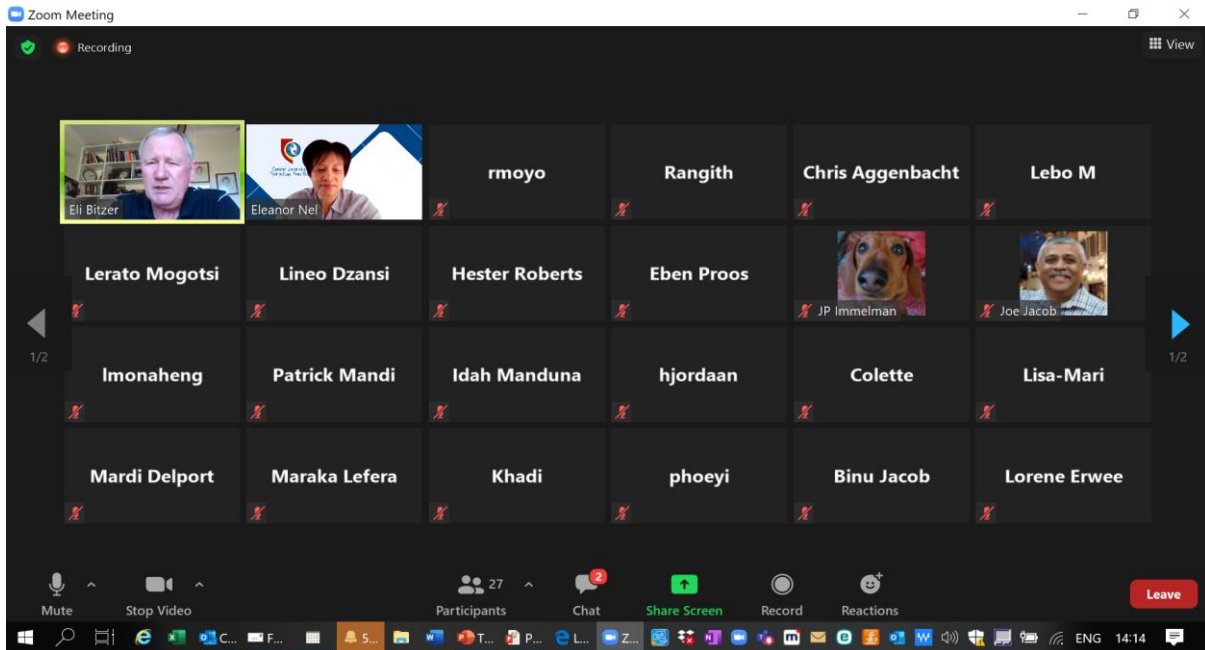 Zoom Meeting
Recording
View
Eli Bitzer
Eleanor Nel
rmoyo
Rangith
Chris Aggenbacht
Lebo M
Lerato Mogotsi
Lineo Dzansi
Hester Roberts
Eben Proos
JP Immelman
Joe Jacob
1/2
1/2
lmonaheng
Patrick Mandi
Idah Manduna
hjordaan
Colette
Lisa-Mari
Mardi Delport
Maraka Lefera
Khadi
phoeyi
Binu Jacob
Lorene Erwee
27
2
Mute
Stop Video
Participants
Chat
Share Screen
Record
Reactions
Leave
C...
F...
5...
T...
P...
L...
Z...
ENG
14:14